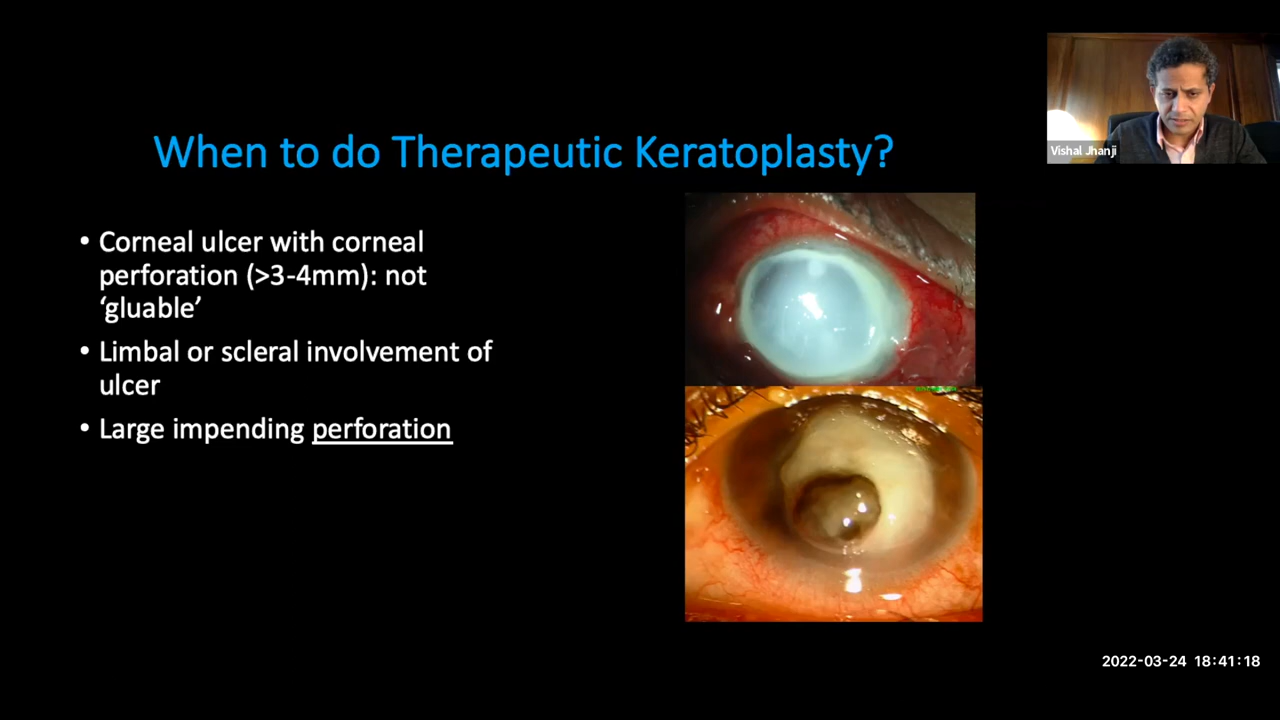 When to do Therapeutic Keratoplasty?
• Corneal ulcer with corneal
perforation (>3-4mm): not
‘gluable’
• Limbal or scleral involvement of
ulcer
• Large impending perforation
Vishal Jhanji
2022-03-24 18:41:18